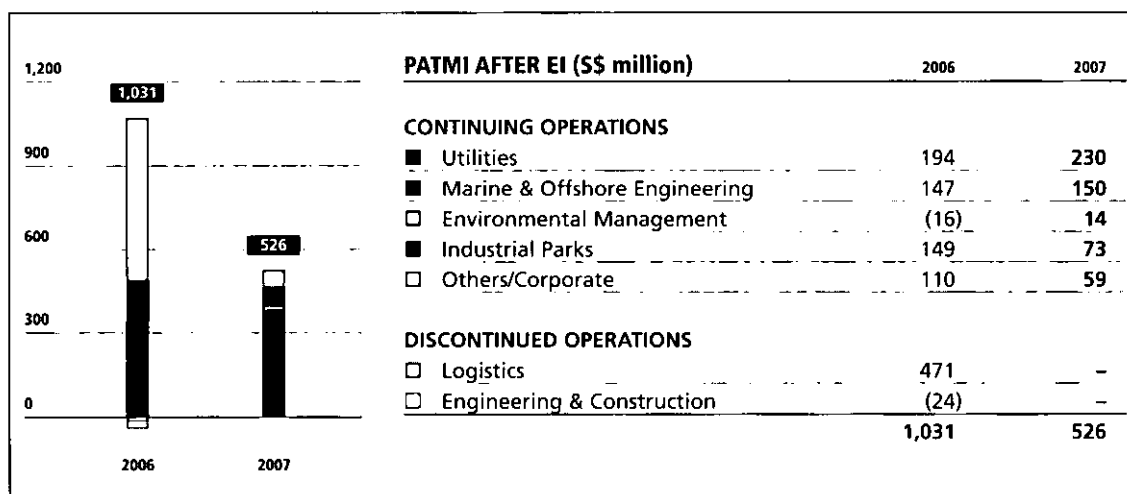 1,200
1,031
900
600
526
300
0
2006 2007
PATMI AFTER EI (S$ million) 2006 2007
CONTINUING OPERATIONS
Utilities 194 230
Marine & Offshore Engineering 147 150
Environmental Management (16) 14
Industrial Parks 149 73
Others/Corporate 110 59
DISCONTINUED OPERATIONS
Logistics 471 –
Engineering & Construction (24) –
1,031 526